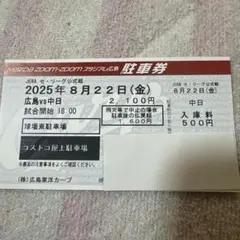 MAZDA Zoom-Zoom スタジアム広島 駐車券
JERA セ・リーグ公式戦
2025年 8月22日(金)
広島vs中日 2,100円
試合開始 18:00
雨天等で中止の場合
駐車後の払戻額
1,600円
球場東駐車場
コストコ屋上駐車場
(株)広島東洋カープ
JERA セ・リーグ公式戦
8月22日(金)
中日
入庫料
500円